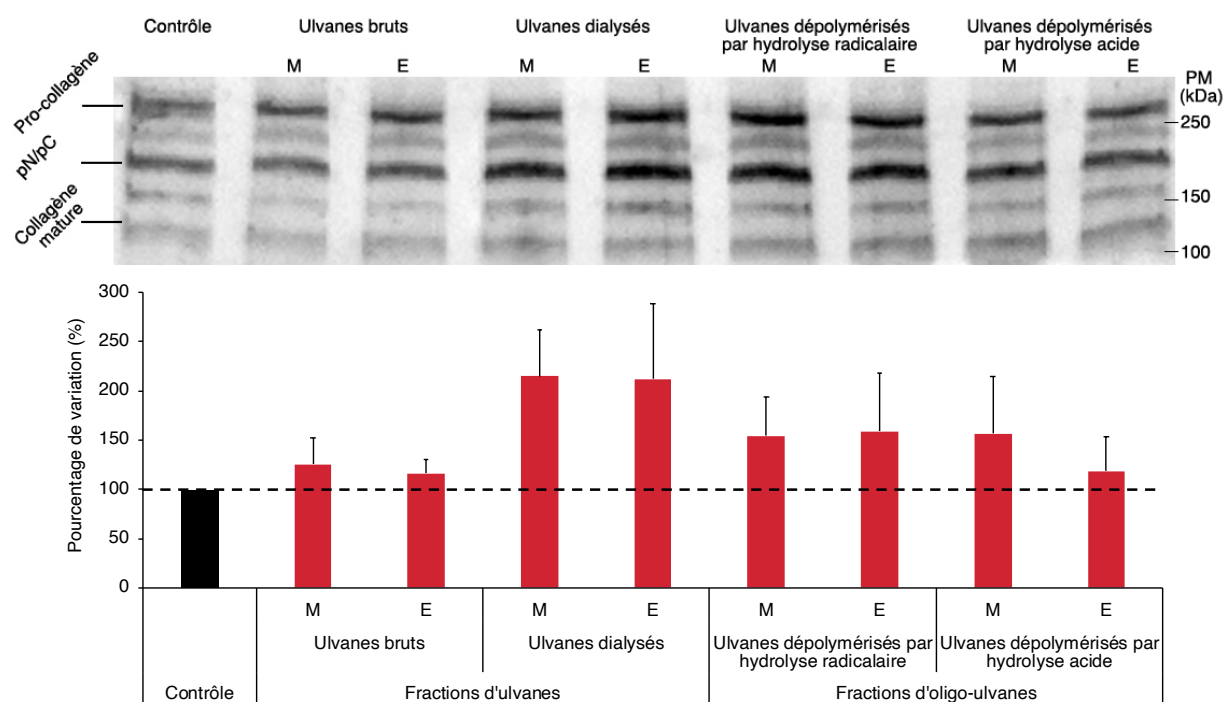 Contrôle
Ulvanes bruts
Ulvanes dialysés
Ulvanes dépolymérisés
par hydrolyse radicalaire
Ulvanes dépolymérisés
par hydrolyse acide
M
E
M
E
M
E
M
E
PM
(kDa)
Pro-collagène
pN/pC
Collagène
mature
250
150
100
Pourcentage de variation (%)
300
250
200
150
100
50
0
M
E
M
E
M
E
M
E
Ulvanes bruts
Ulvanes dialysés
Ulvanes dépolymérisés par
hydrolyse radicalaire
Ulvanes dépolymérisés par
hydrolyse acide
Contrôle
Fractions d'ulvanes
Fractions d'oligo-ulvanes